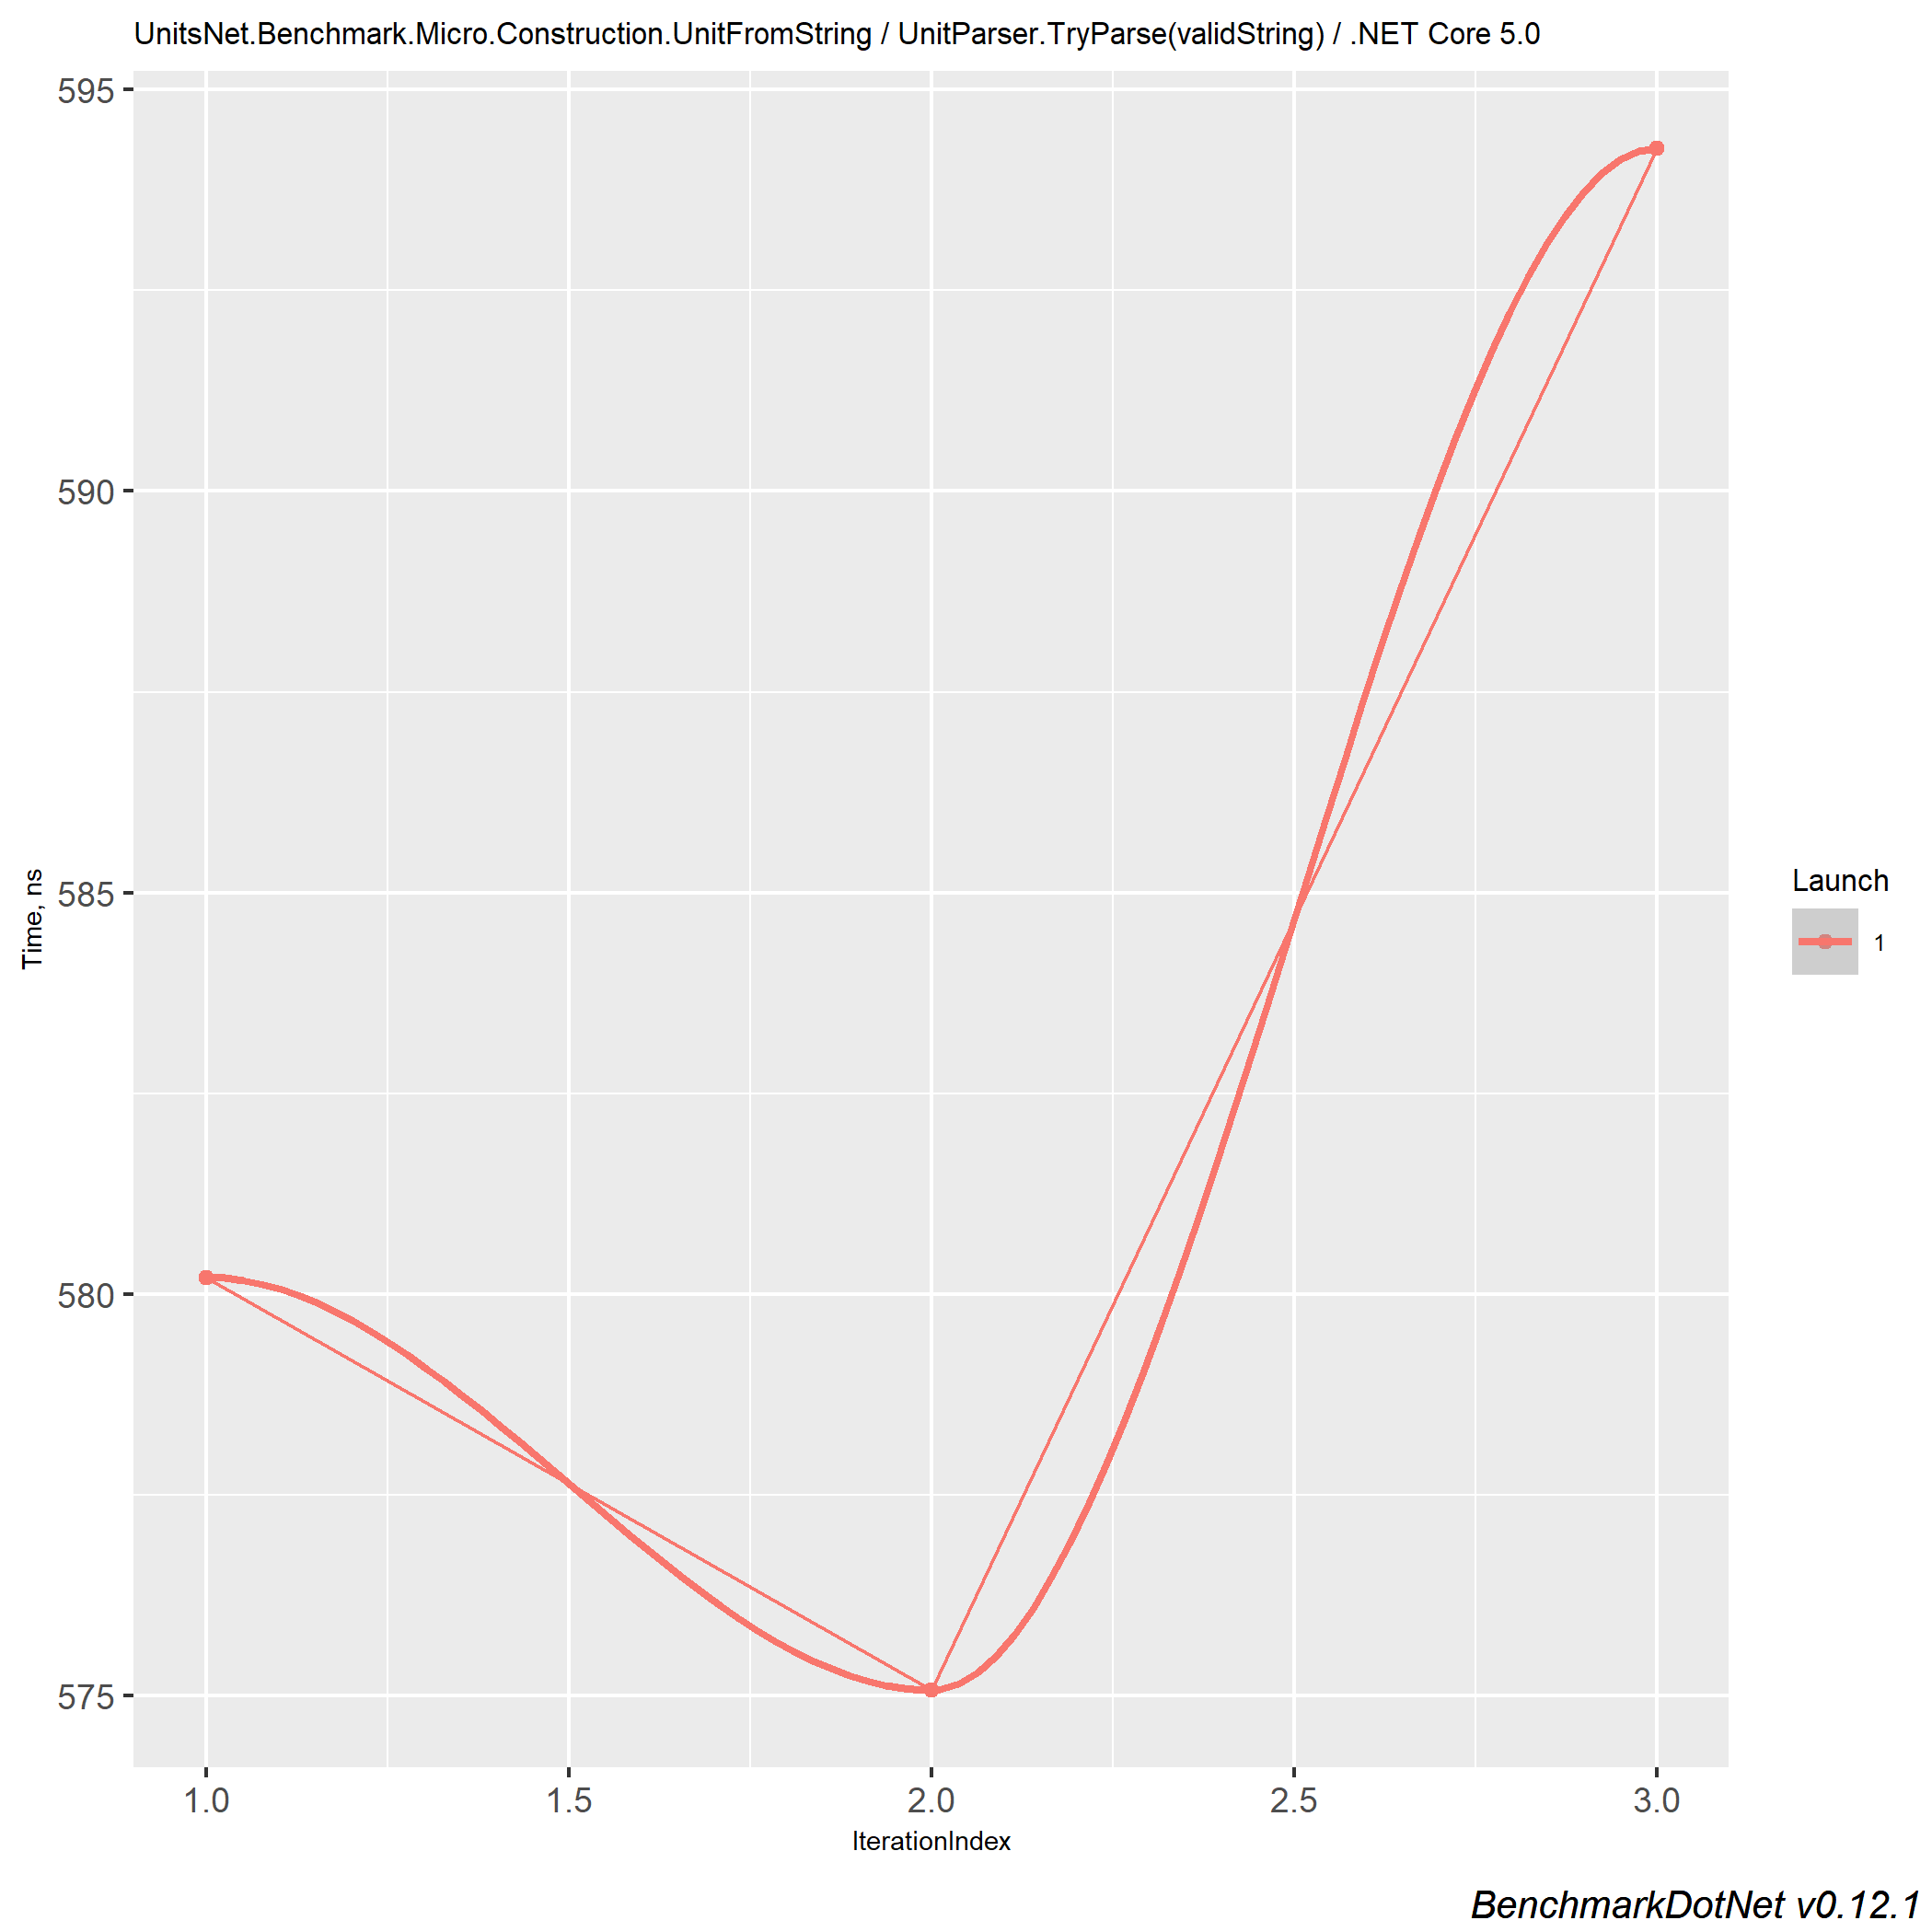 UnitsNet.Benchmark.Micro.Construction.UnitFromString / UnitParser.TryParse(validString) / .NET Core 5.0
595
590
585
580
575
Time, ns
1.0 1.5 2.0 2.5 3.0
IterationIndex
Launch
1
BenchmarkDotNet v0.12.1